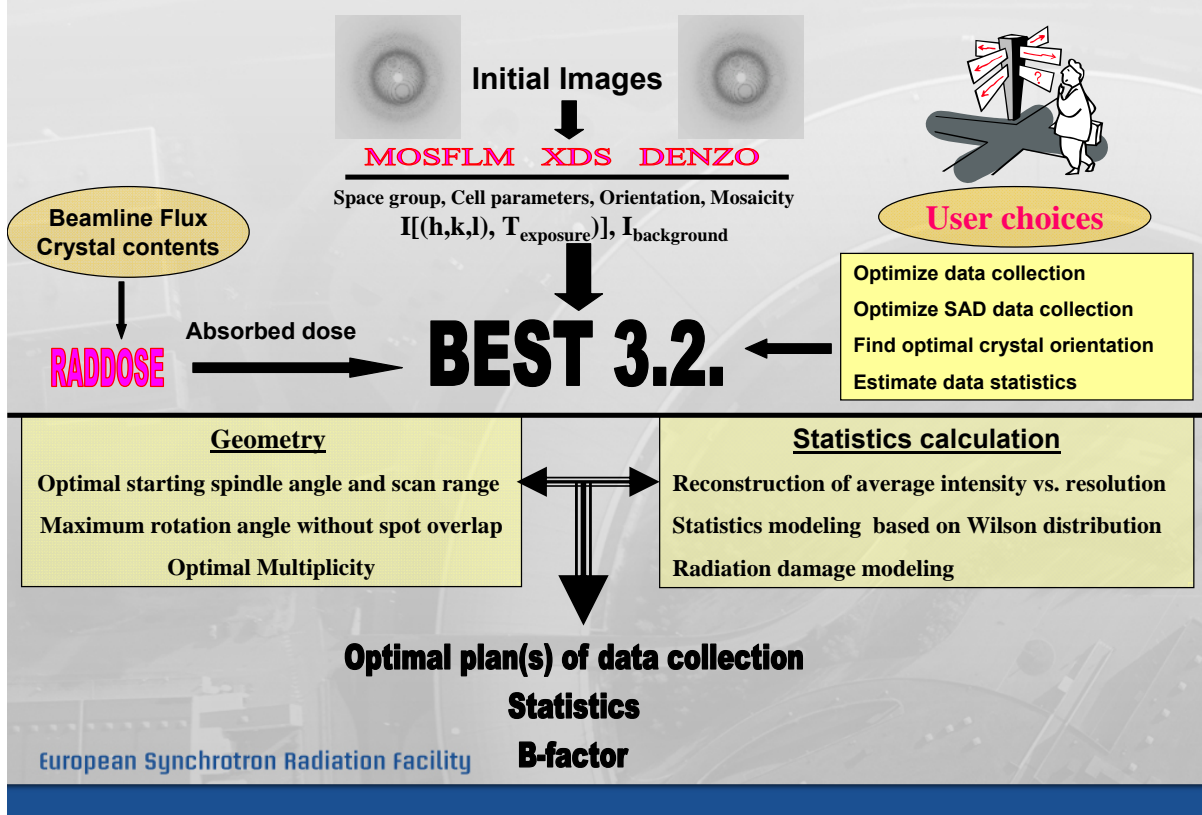 Initial Images
MOSFLM XDS DENZO
Space group, Cell parameters, Orientation, Mosaicity
I[(h,k,l), T_exposure)], I_background
Beamline Flux
Crystal contents
RADDOSE
Absorbed dose
BEST 3.2.
?
User choices
Optimize data collection
Optimize SAD data collection
Find optimal crystal orientation
Estimate data statistics
Geometry
Optimal starting spindle angle and scan range
Maximum rotation angle without spot overlap
Optimal Multiplicity
Statistics calculation
Reconstruction of average intensity vs. resolution
Statistics modeling based on Wilson distribution
Radiation damage modeling
Optimal plan(s) of data collection
Statistics
B-factor
European Synchrotron Radiation Facility